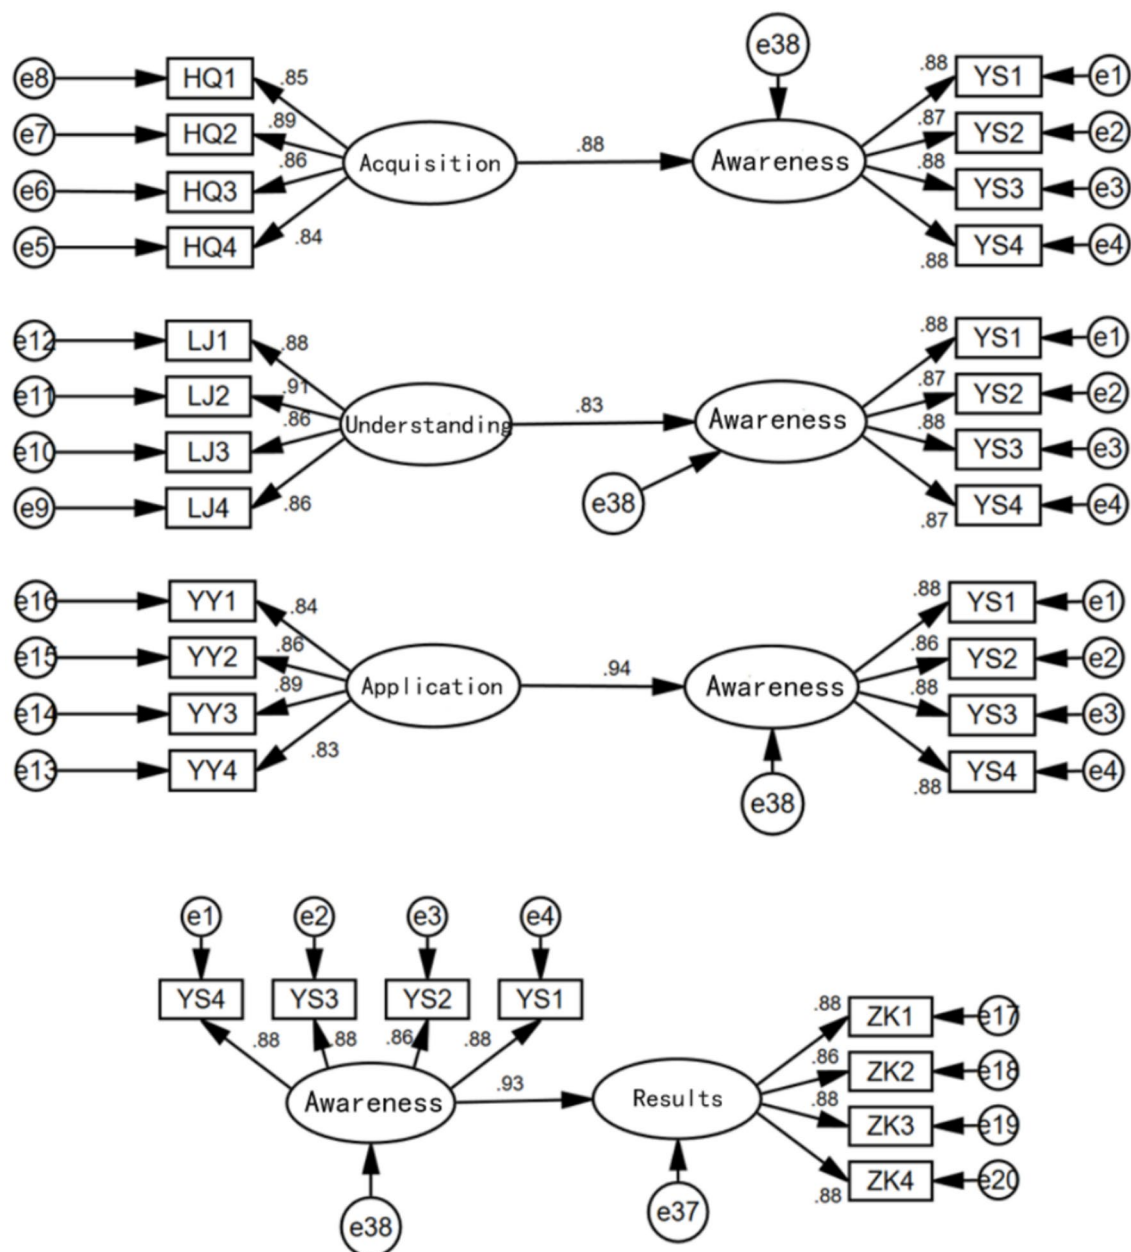 e38
e8 HQ1 .85 .88 YS1 e1
e7 HQ2 .89 .87 YS2 e2
Acquisition .88 Awareness
e6 HQ3 .86 .88 YS3 e3
e5 HQ4 .84 .88 YS4 e4
e12 LJ1 .88 .88 YS1 e1
e11 LJ2 .91 .87 YS2 e2
Understanding .83 Awareness
e10 LJ3 .86 .88 YS3 e3
e9 LJ4 .86 e38 .87 YS4 e4
e16 YY1 .84 .88 YS1 e1
e15 YY2 .86 .86 YS2 e2
Application .94 Awareness
e14 YY3 .89 .88 YS3 e3
e13 YY4 .83 .88 YS4 e4
e38
e1 e2 e3 e4
YS4 YS3 YS2 YS1
.88 .88 .86 .88
.88 ZK1 e17
.86 ZK2 e18
Awareness .93 Results
.88 ZK3 e19
.88 ZK4 e20
e38 e37